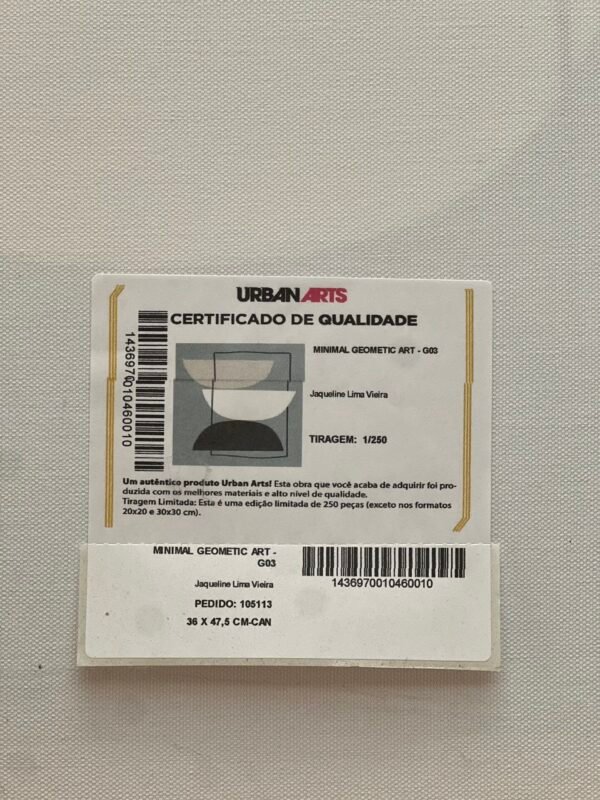 URBAN ARTS
CERTIFICADO DE QUALIDADE
1436970010460010
MINIMAL GEOMETIC ART - G03
Jaqueline Lima Vieira
TIRAGEM: 1/250
Um autêntico produto Urban Arts! Esta obra que você acaba de adquirir foi pro-
duzida com os melhores materiais e alto nível de qualidade.
Tiragem Limitada: Esta é uma edição limitada de 250 peças (exceto nos formatos
20x20 e 30x30 cm).
MINIMAL GEOMETIC ART -
G03
Jaqueline Lima Vieira
PEDIDO: 105113
36 X 47,5 CM-CAN
1436970010460010